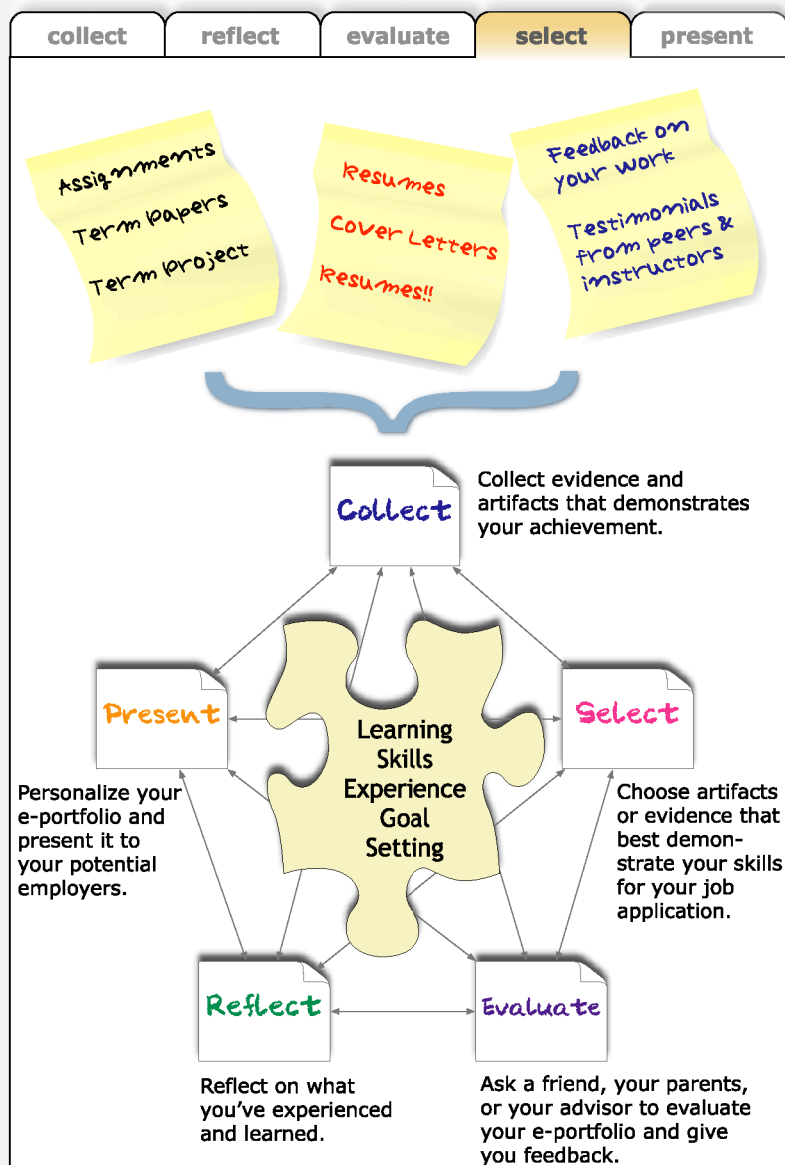 collect
reflect
evaluate
select
present
Assignments
Term Papers
Term Project
Resumes
Cover Letters
Resumes!!
Feedback on
your work
Testimonials
from peers &
instructors
Collect
Collect evidence and
artifacts that demonstrates
your achievement.
Present
Personalize your
e-portfolio and
present it to
your potential
employers.
Learning
Skills
Experience
Goal
Setting
Select
Choose artifacts
or evidence that
best demon-
strate your skills
for your job
application.
Reflect
Reflect on what
you've experienced
and learned.
Evaluate
Ask a friend, your parents,
or your advisor to evaluate
your e-portfolio and give
you feedback.